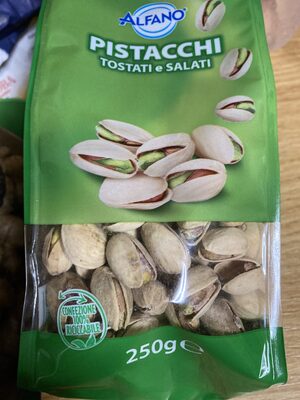 ALFANO
PISTACCHI
TOSTATI e SALATI
CONFEZIONE
100%
RICICLABILE
250g ℮